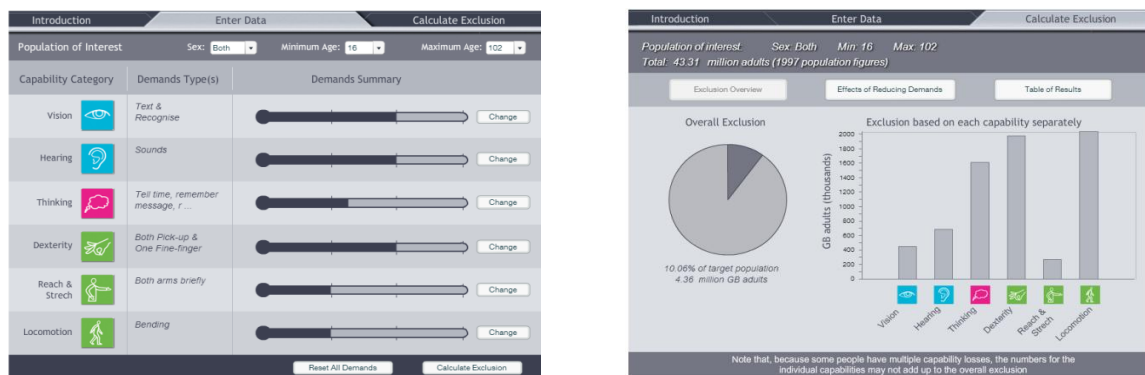 Introduction Enter Data Calculate Exclusion
Population of Interest Sex: Both Minimum Age: 16 Maximum Age: 102
Capability Category Demands Type(s) Demands Summary
Vision Text &
Recognise Change
Hearing Sounds Change
Thinking Tell time, remember
message, r ... Change
Dexterity Both Pick-up &
One Fine-finger Change
Reach &
Strech Both arms briefly Change
Locomotion Bending Change
Reset All Demands Calculate Exclusion
Introduction Enter Data Calculate Exclusion
Population of interest: Sex: Both Min: 16 Max: 102
Total: 43.31 million adults (1997 population figures)
Exclusion Overview Effects of Reducing Demands Table of Results
Overall Exclusion
10.06% of target population
4.36 million GB adults
Exclusion based on each capability separately
GB adults (thousands)
2000
1800
1600
1400
1200
1000
800
600
400
200
0
Vision
Hearing
Thinking
Dexterity
Reach &
Strech
Locomotion
Note that, because some people have multiple capability losses, the numbers for the
individual capabilities may not add up to the overall exclusion